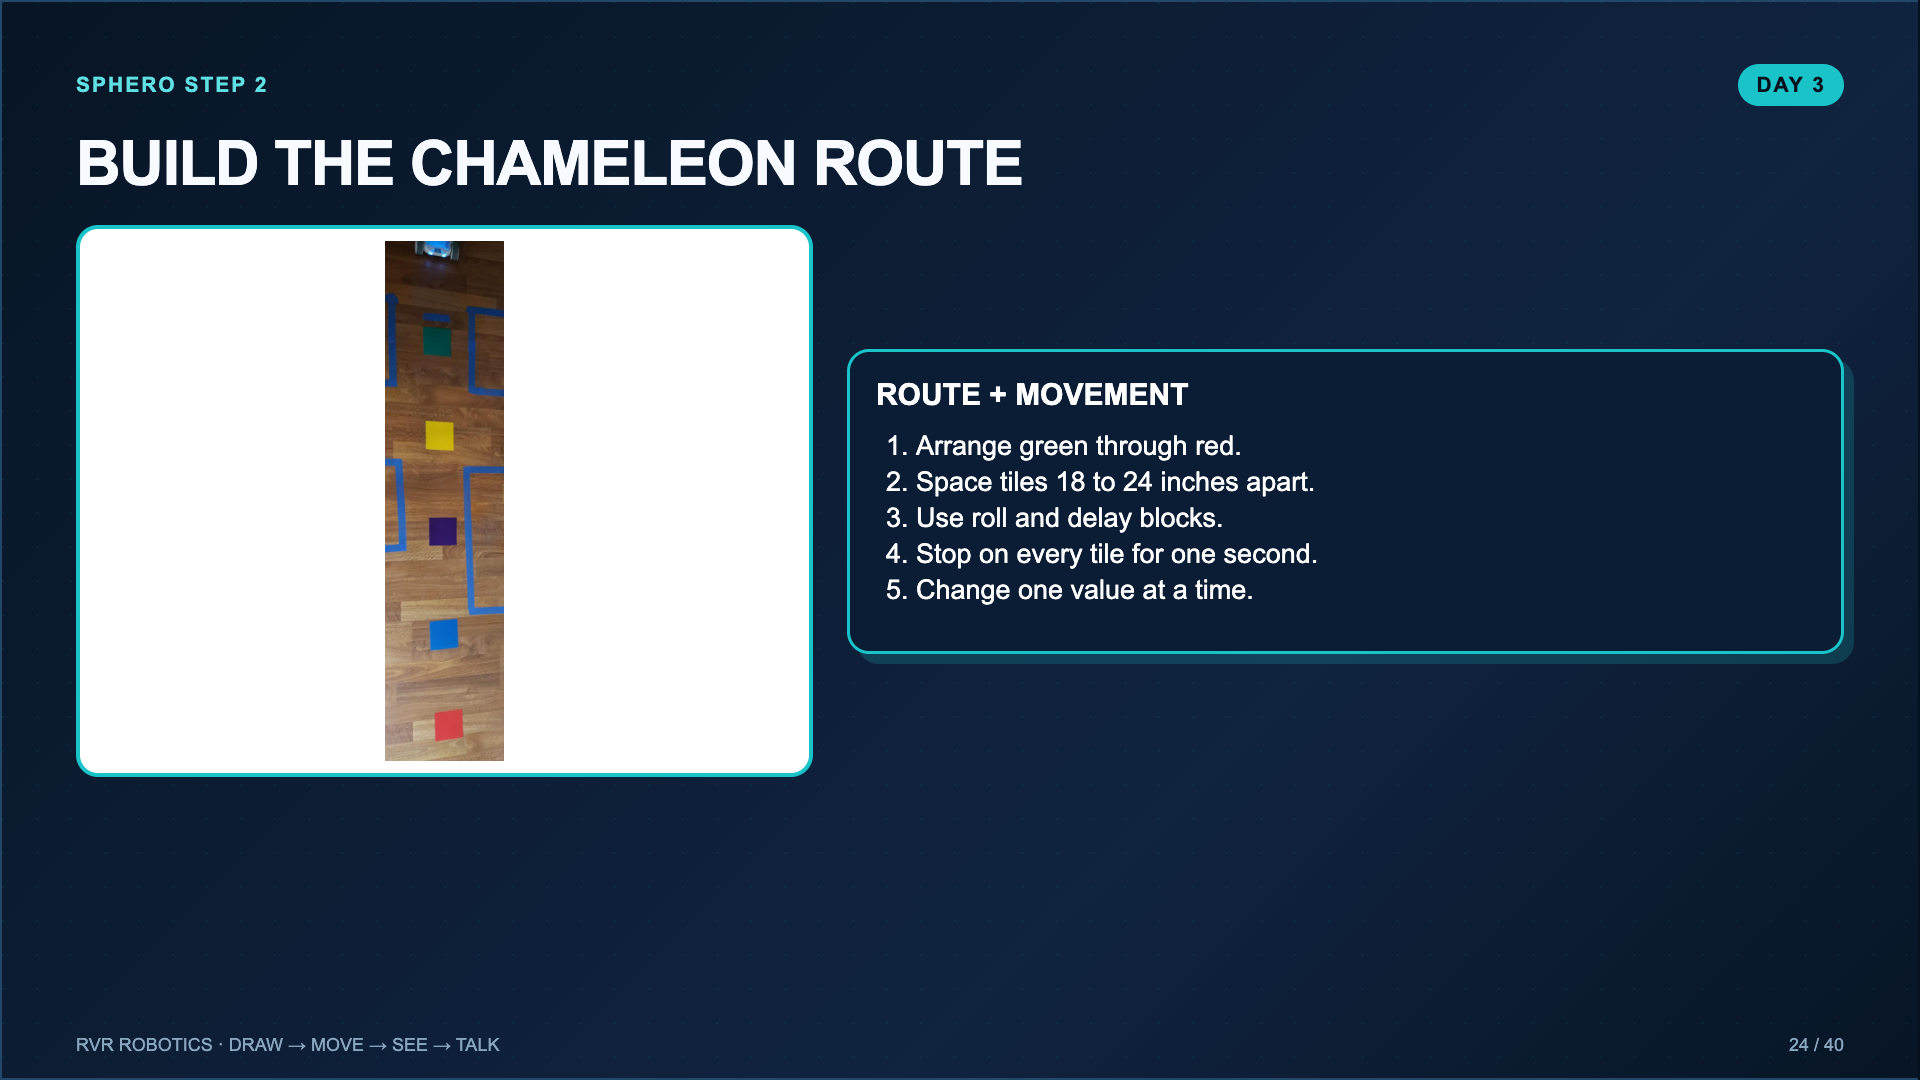 SPHERO STEP 2
DAY 3
BUILD THE CHAMELEON ROUTE
ROUTE + MOVEMENT
1. Arrange green through red.
2. Space tiles 18 to 24 inches apart.
3. Use roll and delay blocks.
4. Stop on every tile for one second.
5. Change one value at a time.
RVR ROBOTICS · DRAW → MOVE → SEE → TALK
24 / 40